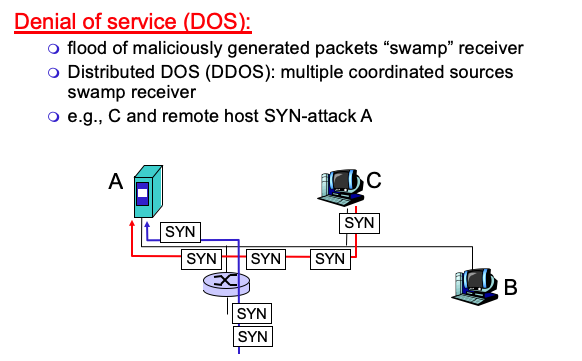 Denial of service (DOS):
flood of maliciously generated packets “swamp” receiver
Distributed DOS (DDOS): multiple coordinated sources
swamp receiver
e.g., C and remote host SYN-attack A
A
C
SYN
SYN
SYN
SYN
SYN
B
SYN
SYN